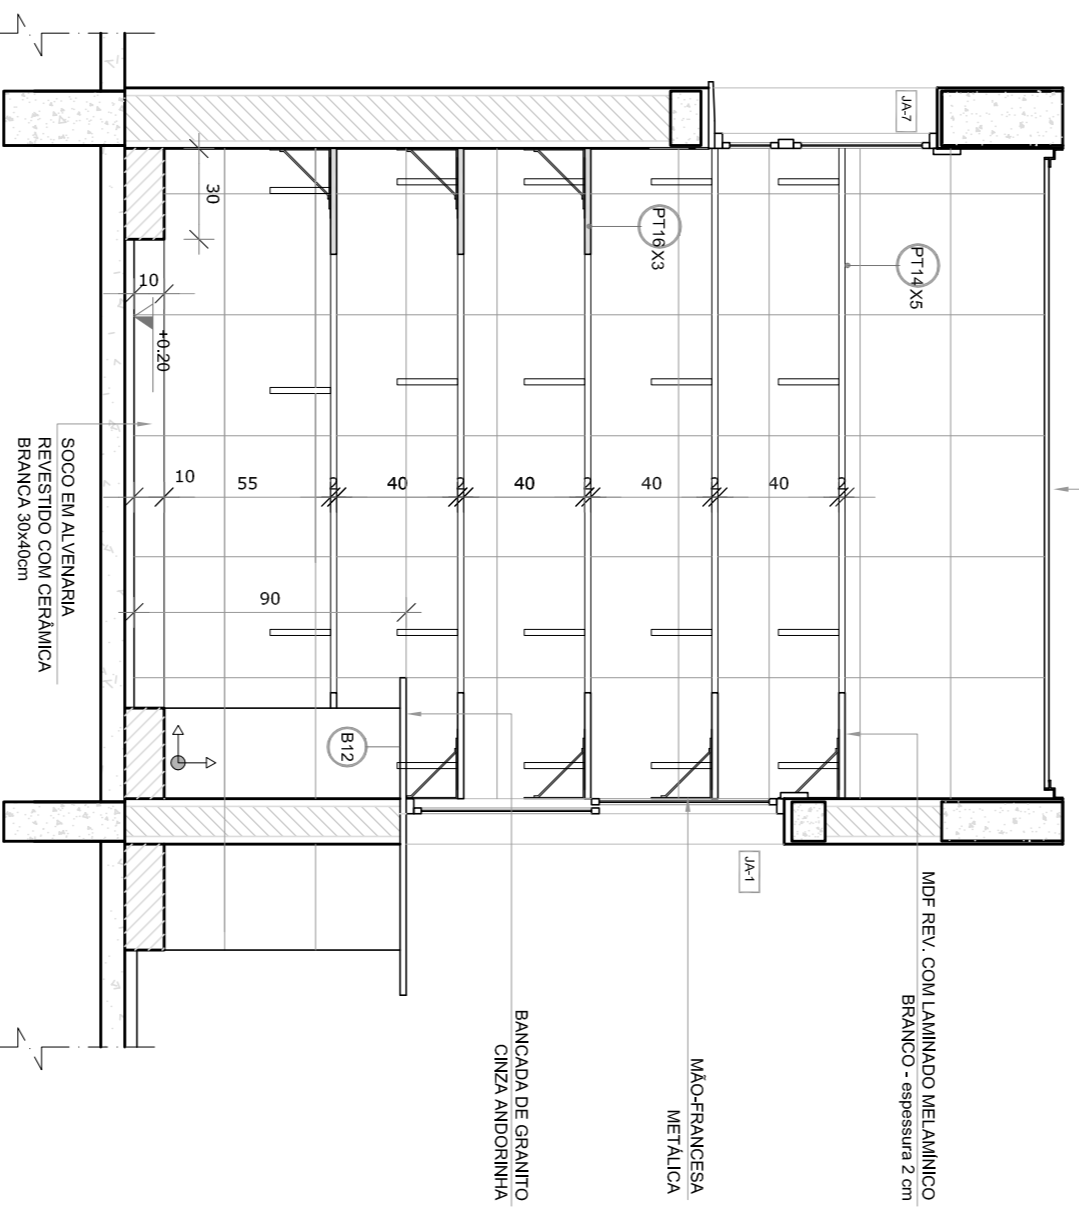 JA-7
30
PT16 X3
PT14 X5
10
+0.20
10
55
2
40
2
40
2
40
2
40
2
90
SOCO EM ALVENARIA
REVESTIDO COM CERÂMICA
BRANCA 30x40cm
B12
JA-1
MDF REV. COM LAMINADO MELAMÍNICO
BRANCO - espessura 2 cm
MÃO-FRANCESA
METÁLICA
BANCADA DE GRANITO
CINZA ANDORINHA